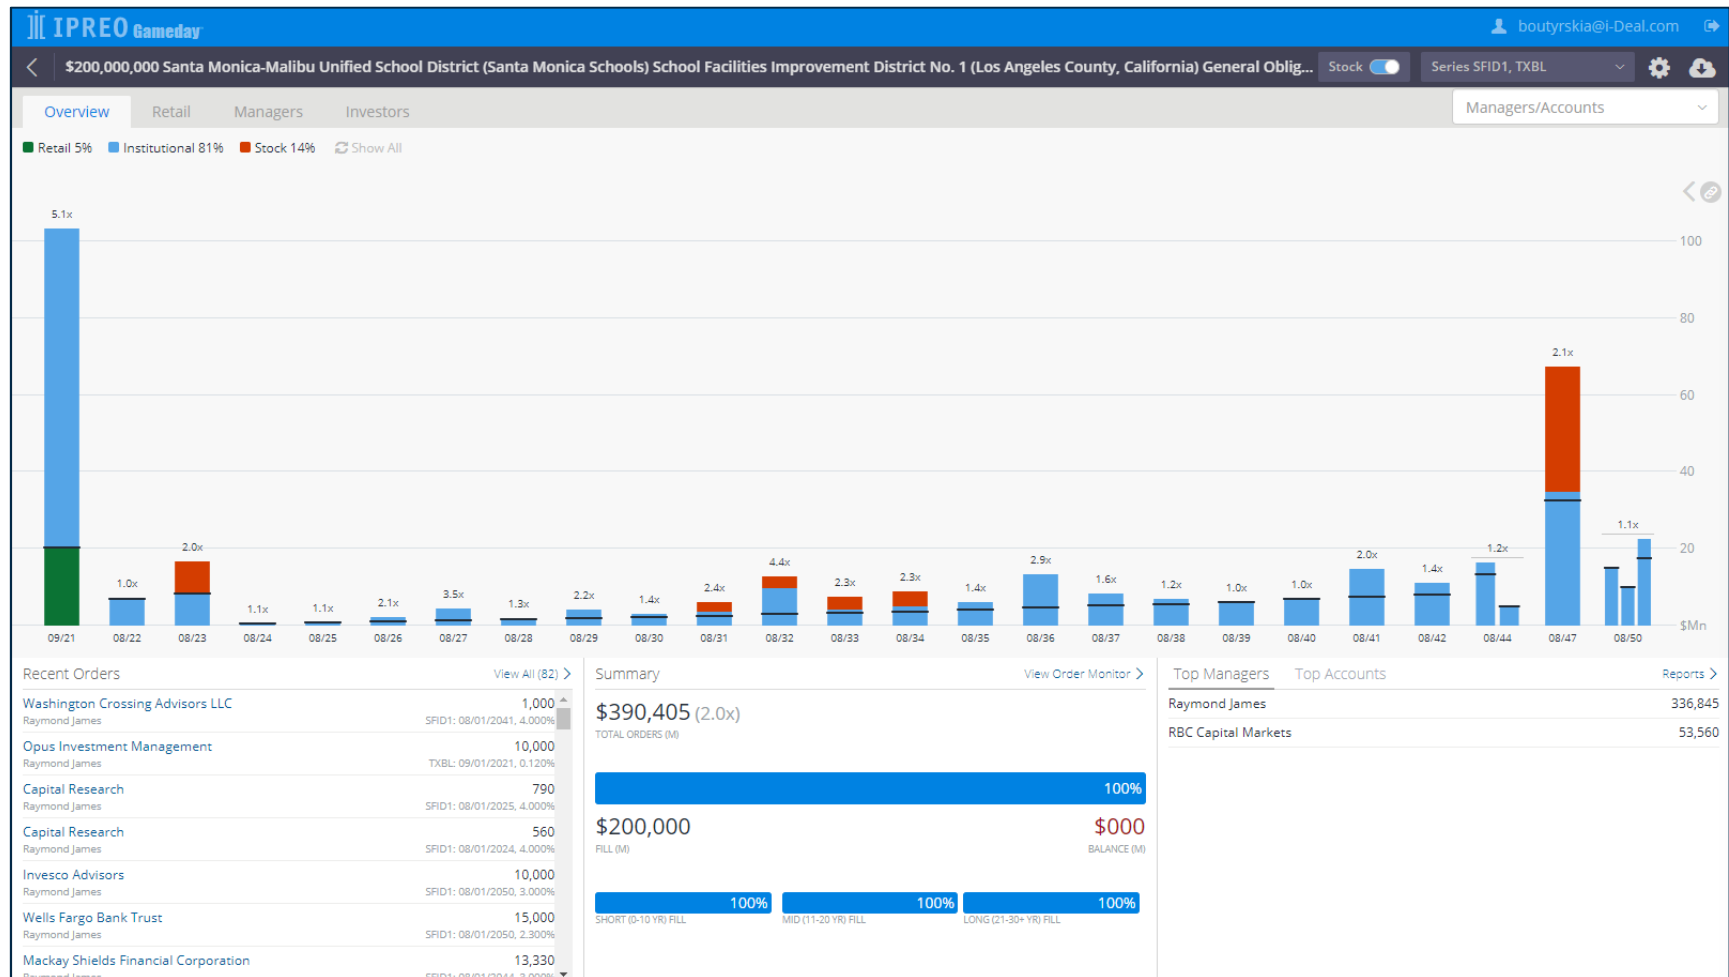 IPREO Gameday
boutyrskia@i-Deal.com
$200,000,000 Santa Monica-Malibu Unified School District (Santa Monica Schools) School Facilities Improvement District No. 1 (Los Angeles County, California) General Oblig...
Stock
Series SFID1, TXBL
Overview
Retail
Managers
Investors
Managers/Accounts
Retail 5%
Institutional 81%
Stock 14%
Show All
5.1x
1.0x
2.0x
1.1x
1.1x
2.1x
3.5x
1.3x
2.2x
1.4x
2.4x
4.4x
2.3x
2.3x
1.4x
2.9x
1.6x
1.2x
1.0x
1.0x
2.0x
1.4x
1.2x
2.1x
1.1x
100
80
60
40
20
$Mn
09/21
08/22
08/23
08/24
08/25
08/26
08/27
08/28
08/29
08/30
08/31
08/32
08/33
08/34
08/35
08/36
08/37
08/38
08/39
08/40
08/41
08/42
08/44
08/47
08/50
Recent Orders
View All (82)
Washington Crossing Advisors LLC 1,000
Raymond James SFID1: 08/01/2041, 4.000%
Opus Investment Management 10,000
Raymond James TXBL: 09/01/2021, 0.120%
Capital Research 790
Raymond James SFID1: 08/01/2025, 4.000%
Capital Research 560
Raymond James SFID1: 08/01/2024, 4.000%
Invesco Advisors 10,000
Raymond James SFID1: 08/01/2050, 3.000%
Wells Fargo Bank Trust 15,000
Raymond James SFID1: 08/01/2050, 2.300%
Mackay Shields Financial Corporation 13,330
Raymond James SFID1: 08/01/2044, 3.000%
Summary
View Order Monitor
$390,405 (2.0x)
TOTAL ORDERS (M)
100%
$200,000
FILL (M)
$000
BALANCE (M)
100%
SHORT (0-10 YR) FILL
100%
MID (11-20 YR) FILL
100%
LONG (21-30+ YR) FILL
Top Managers
Top Accounts
Reports
Raymond James 336,845
RBC Capital Markets 53,560